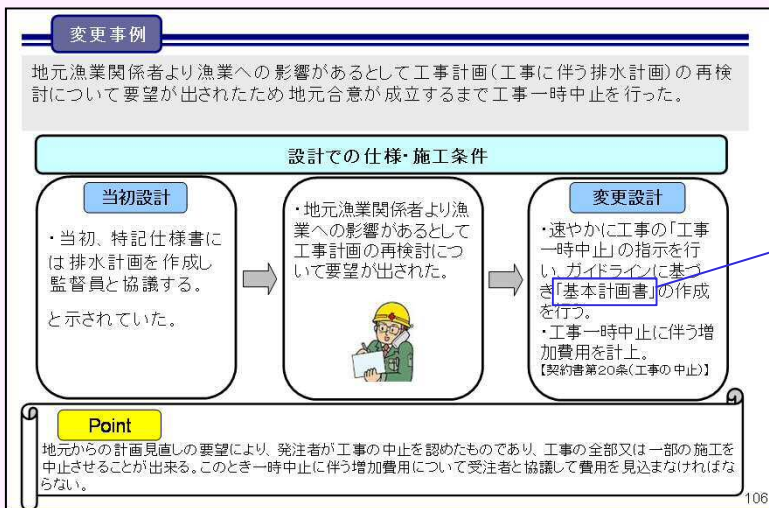 変更事例
地元漁業関係者より漁業への影響があるとして工事計画(工事に伴う排水計画)の再検
討について要望が出されたため地元合意が成立するまで工事一時中止を行った。
設計での仕様・施工条件
当初設計
・当初、特記仕様書に
は排水計画を作成し
監督員と協議する。
と示されていた。
・地元漁業関係者より漁
業への影響があるとして
工事計画の再検討につ
いて要望が出された。
変更設計
・速やかに工事の「工事
一時中止」の指示を行
い、ガイドラインに基づ
き「基本計画書」の作成
を行う。
・工事一時中止に伴う増
加費用を計上。
【契約書第20条(工事の中止)】
Point
地元からの計画見直しの要望により、発注者が工事の中止を認めたものであり、工事の全部又は一部の施工を
中止させることが出来る。このとき一時中止に伴う増加費用について受注者と協議して費用を見込まなければな
らない。
106